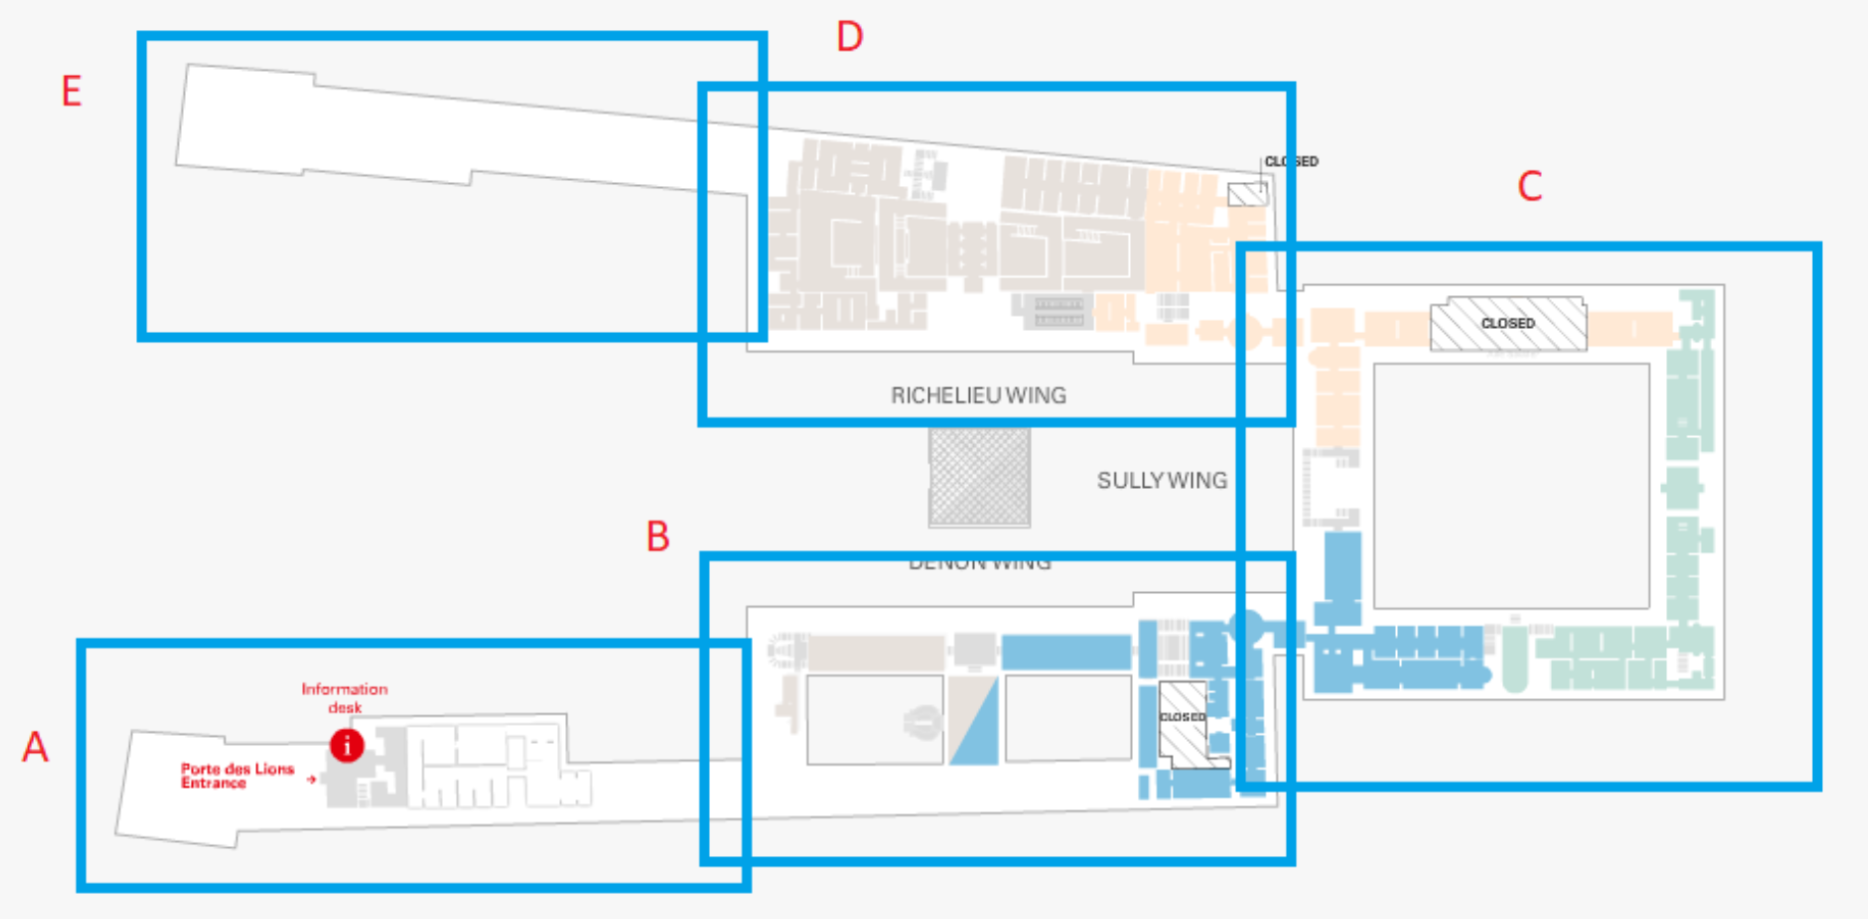 D
E
CLOSED
C
CLOSED
RICHELIEU WING
SULLY WING
B
DENON WING
Information
desk
i
A
Porte des Lions
Entrance
CLOSED